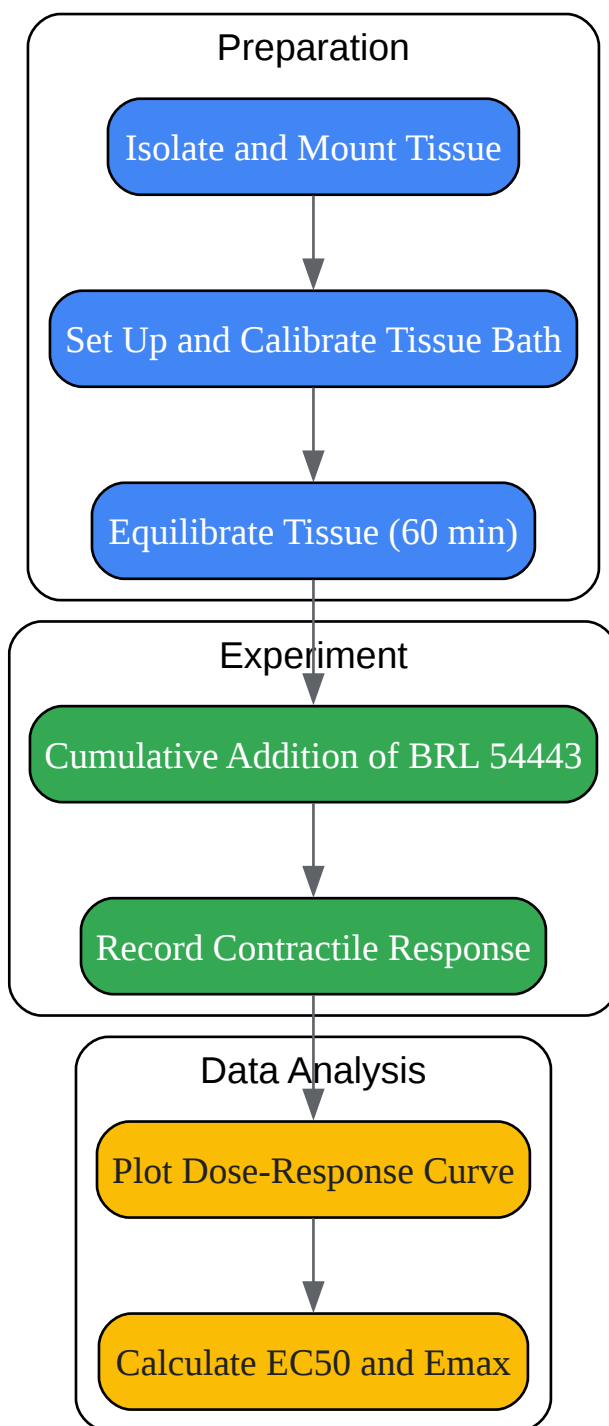 Preparation
Isolate and Mount Tissue
Set Up and Calibrate Tissue Bath
Equilibrate Tissue (60 min)
Experiment
Cumulative Addition of BRL 54443
Record Contractile Response
Data Analysis
Plot Dose-Response Curve
Calculate EC50 and Emax